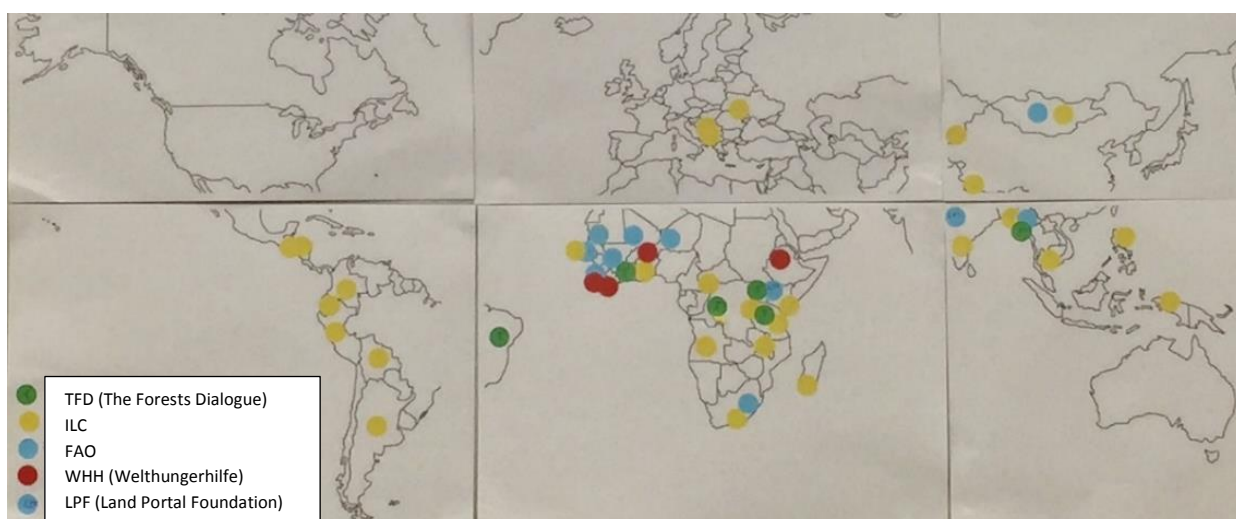 TFD (The Forests Dialogue)
ILC
FAO
WHH (Welthungerhilfe)
LPF (Land Portal Foundation)